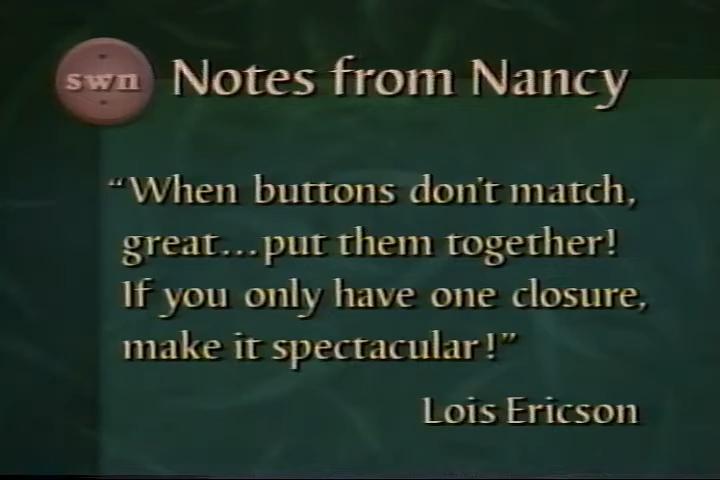 swn
Notes from Nancy
“When buttons don't match,
great...put them together!
If you only have one closure,
make it spectacular!”
Lois Ericson